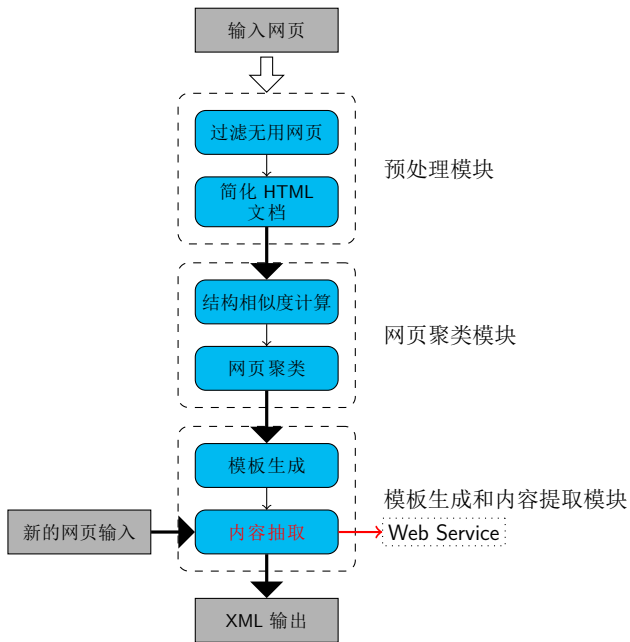 输入网页
过滤无用网页
预处理模块
简化 HTML
文档
结构相似度计算
网页聚类模块
网页聚类
模板生成
模板生成和内容提取模块
新的网页输入
内容抽取
Web Service
XML 输出